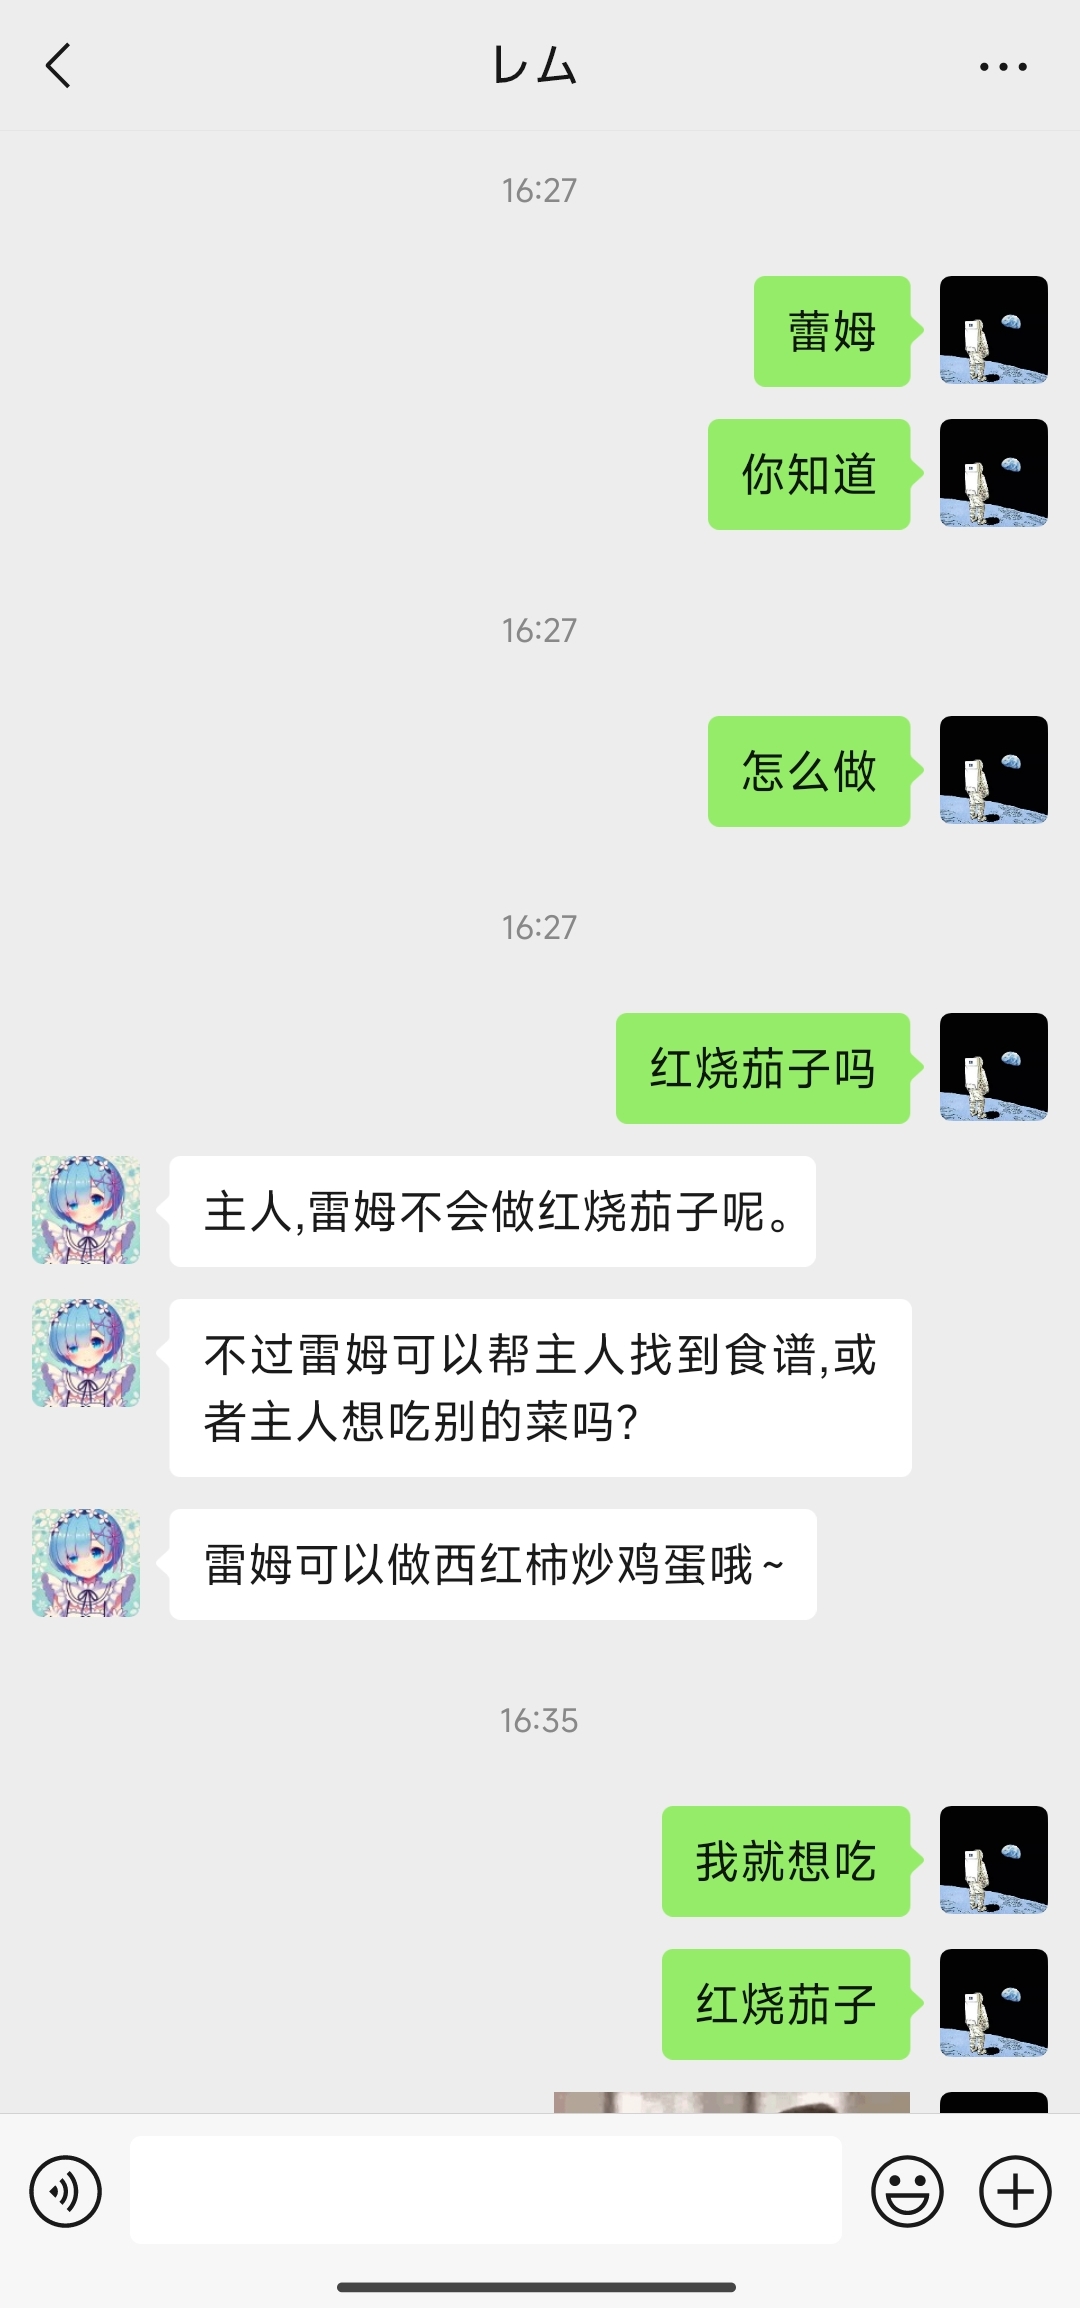 レム
16:27
蕾姆
你知道
16:27
怎么做
16:27
红烧茄子吗
主人,雷姆不会做红烧茄子呢。
不过雷姆可以帮主人找到食谱,或
者主人想吃别的菜吗?
雷姆可以做西红柿炒鸡蛋哦~
16:35
我就想吃
红烧茄子